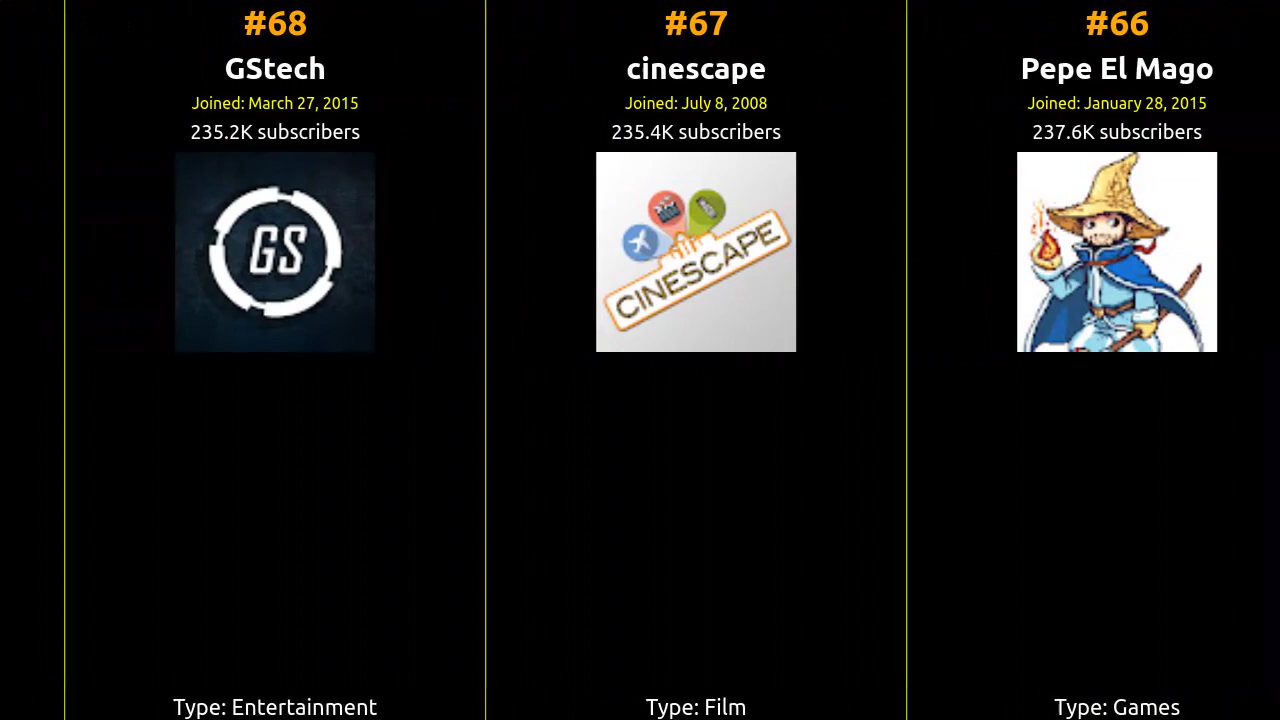 #68
GStech
Joined: March 27, 2015
235.2K subscribers
GS
Type: Entertainment
#67
cinescape
Joined: July 8, 2008
235.4K subscribers
CINESCAPE
Type: Film
#66
Pepe El Mago
Joined: January 28, 2015
237.6K subscribers
Type: Games